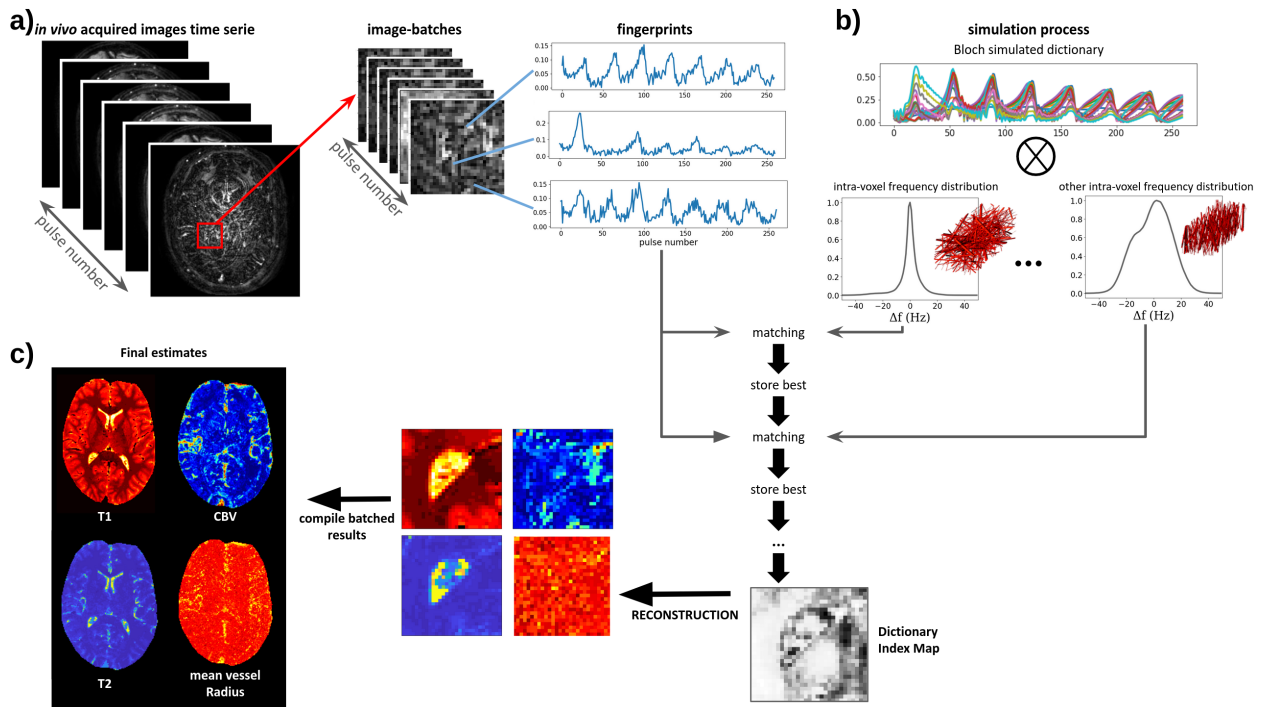 a)
in vivo acquired images time serie
pulse number
image-batches
pulse number
fingerprints
0.15
0.10
0.05
0.00
0 50 100 150 200 250
0.2
0.1
0.0
0 50 100 150 200 250
0.15
0.10
0.05
0.00
0 50 100 150 200 250
pulse number
b)
simulation process
Bloch simulated dictionary
0.50
0.25
0.00
0 50 100 150 200 250
intra-voxel frequency distribution
1.0
0.8
0.6
0.4
0.2
0.0
−40 −20 0 20 40
Δf (Hz)
...
other intra-voxel frequency distribution
1.0
0.8
0.6
0.4
0.2
0.0
−40 −20 0 20 40
Δf (Hz)
matching
store best
matching
store best
...
Dictionary
Index Map
RECONSTRUCTION
compile batched
results
c)
Final estimates
T1
CBV
T2
mean vessel
Radius